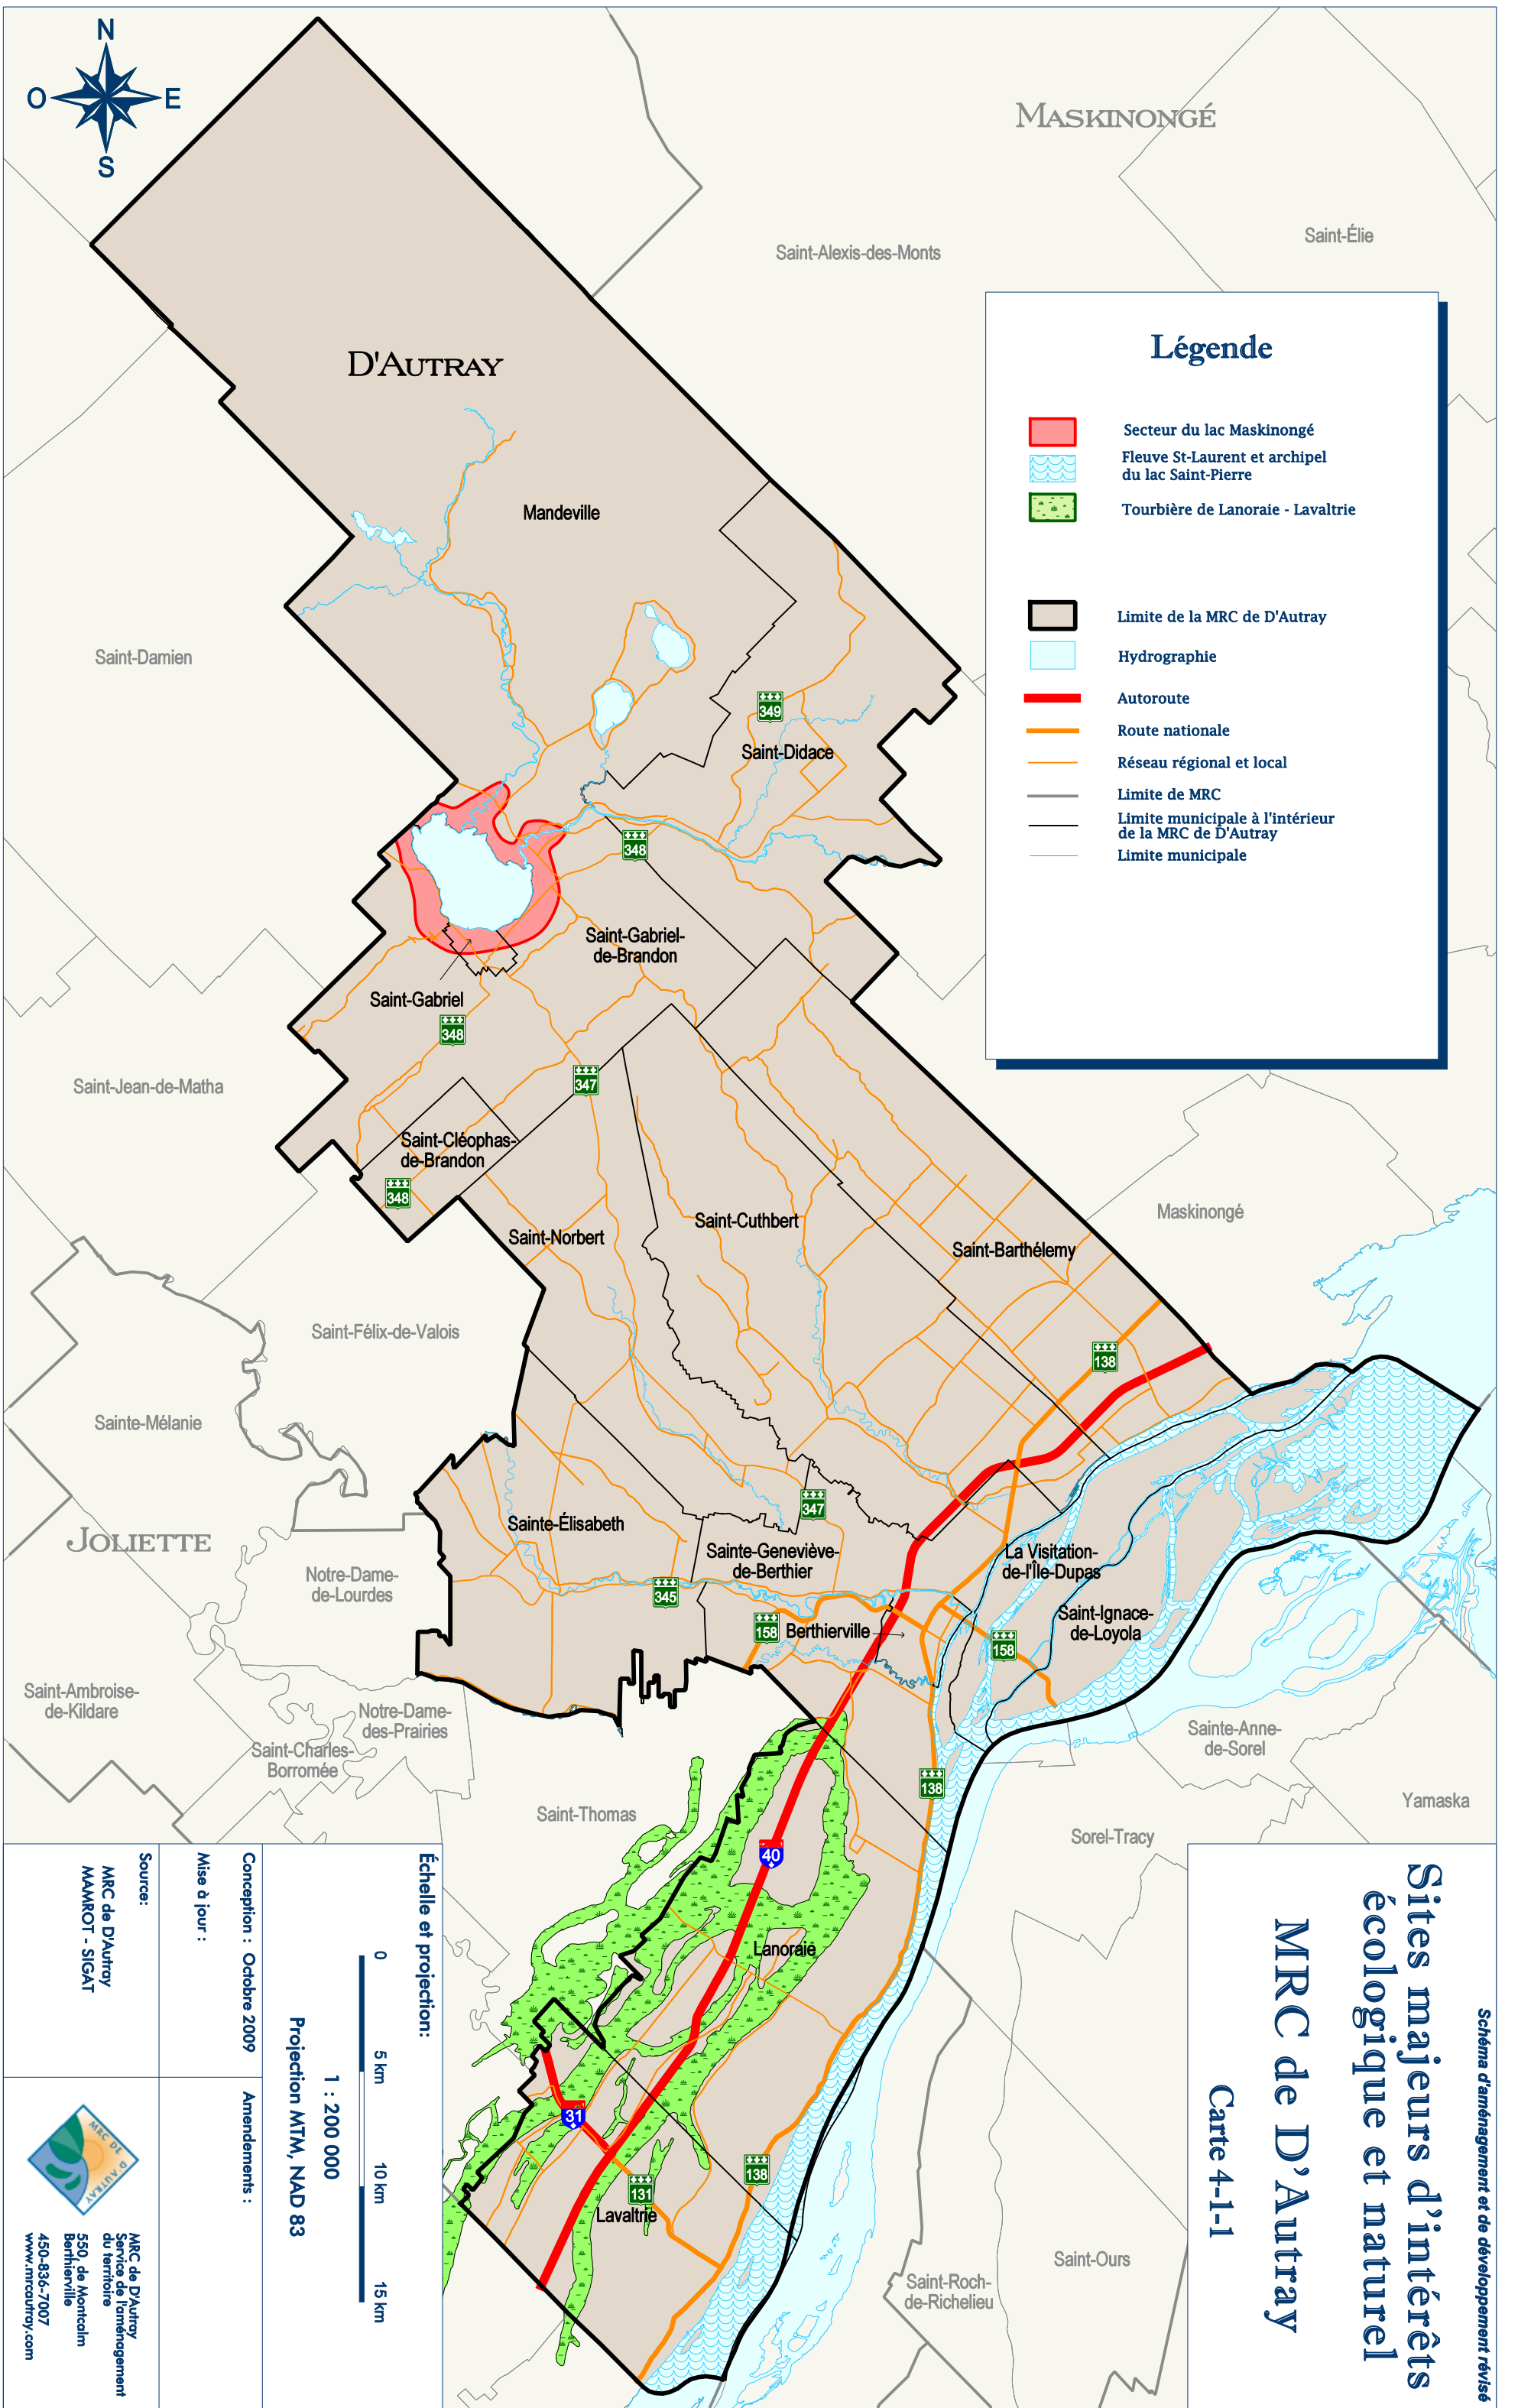 N
O
E
S
MASKINONGÉ
Saint-Élie
Saint-Alexis-des-Monts
D'AUTRAY
Légende
Secteur du lac Maskinongé
Fleuve St-Laurent et archipel
du lac Saint-Pierre
Tourbière de Lanoraie - Lavaltrie
Limite de la MRC de D'Autray
Hydrographie
Autoroute
Route nationale
Réseau régional et local
Limite de MRC
Limite municipale à l'intérieur
de la MRC de D'Autray
Limite municipale
Mandeville
Saint-Damien
349
Saint-Didace
348
Saint-Gabriel-
de-Brandon
Saint-Gabriel
348
347
Saint-Jean-de-Matha
Saint-Cléophas-
de-Brandon
348
Saint-Norbert
Saint-Cuthbert
Saint-Barthélemy
Maskinongé
Saint-Félix-de-Valois
138
Sainte-Mélanie
JOLIETTE
347
Sainte-Élisabeth
Sainte-Geneviève-
de-Berthier
La Visitation-
de-l'Île-Dupas
Notre-Dame-
de-Lourdes
345
158
Berthierville
Saint-Ignace-
de-Loyola
158
Saint-Ambroise-
de-Kildare
Notre-Dame-
des-Prairies
Saint-Charles-
Borromée
Sainte-Anne-
de-Sorel
138
Yamaska
Saint-Thomas
Sorel-Tracy
40
Lanoraie
31
138
131
Lavaltrie
Saint-Ours
Saint-Roch-
de-Richelieu
Schéma d'aménagement et de développement révisé
Sites majeurs d'intérêts
écologique et naturel
MRC de D'Autray
Carte 4-1-1
Échelle et projection:
0
5 km
10 km
15 km
1 : 200 000
Projection MTM, NAD 83
Conception : Octobre 2009
Amendements :
Mise à jour :
Source:
MRC de D'Autray
MAMROT - SIGAT
MRC DE D'AUTRAY
MRC de D'Autray
Service de l'aménagement
du territoire
550, de Montcalm
Berthierville
450-836-7007
www.mrcautray.com